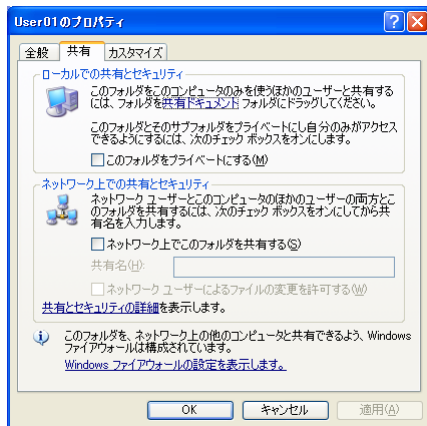 User01のプロパティ
全般 共有 カスタマイズ
ローカルでの共有とセキュリティ
このフォルダをこのコンピュータのみを使うほかのユーザーと共有する
には、フォルダを共有ドキュメント フォルダにドラッグしてください。
このフォルダとそのサブフォルダをプライベートにし自分のみがアクセス
できるようにするには、次のチェック ボックスをオンにします。
このフォルダをプライベートにする(M)
ネットワーク上での共有とセキュリティ
ネットワーク ユーザーとこのコンピュータのほかのユーザーの両方とこ
のフォルダを共有するには、次のチェック ボックスをオンにしてから共
有名を入力します。
ネットワーク上でこのフォルダを共有する(S)
共有名(H):
ネットワーク ユーザーによるファイルの変更を許可する(W)
共有とセキュリティの詳細を表示します。
このフォルダを、ネットワーク上の他のコンピュータと共有できるよう、Windows
ファイアウォールは構成されています。
Windows ファイアウォールの設定を表示します。
OK キャンセル 適用(A)